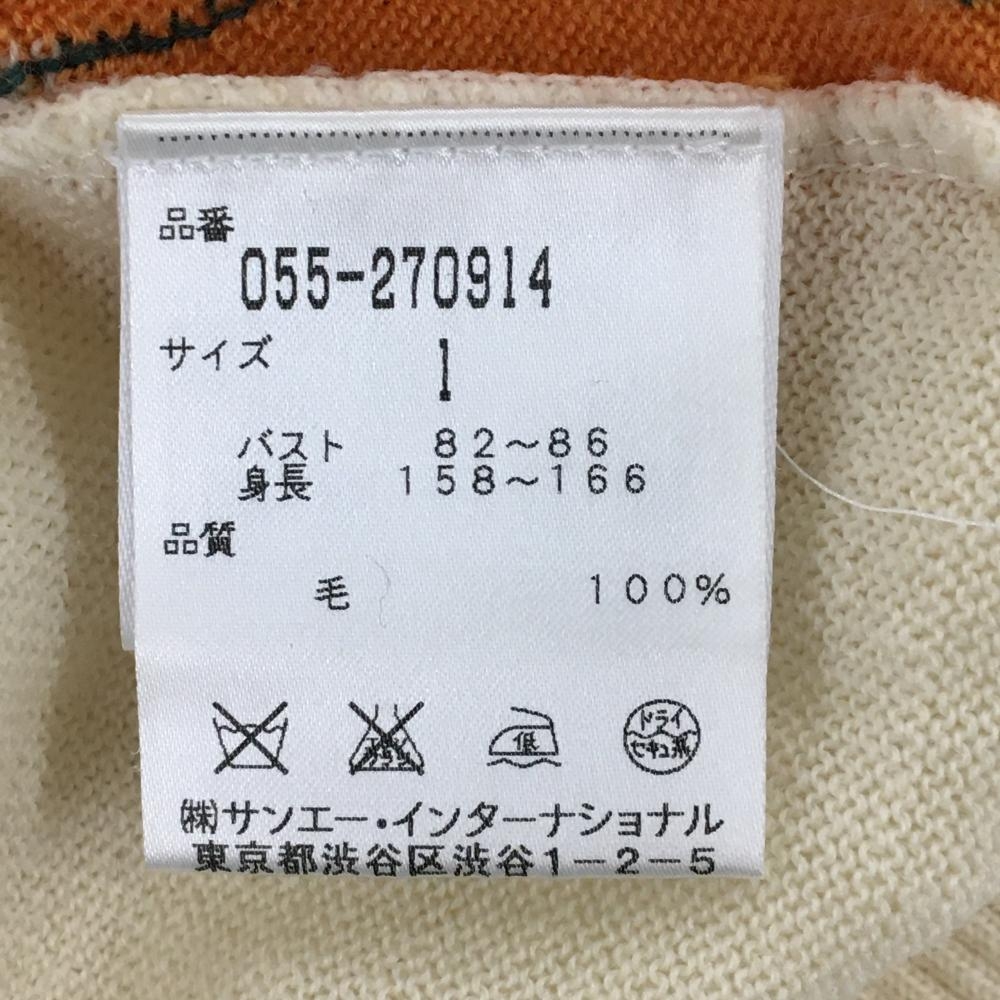 品番
055-270914
サイズ 1
バスト 82～86
身長 158～166
品質
毛 100%
低
ドライ
セキユ系
㈱サンエー・インターナショナル
東京都渋谷区渋谷1-2-5